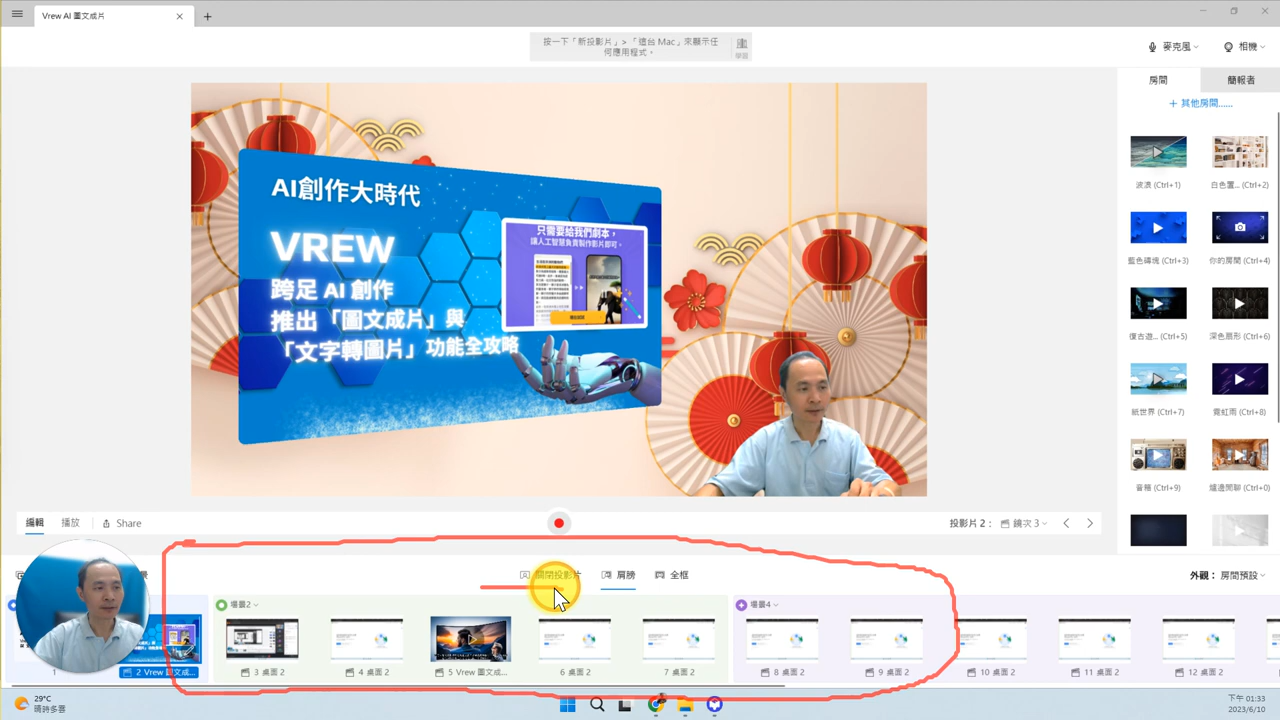 Vrew AI 圖文成片
按一下「新投影片」>「這台 Mac」來顯示任
何應用程式。
學習
麥克風
相機
房間
簡報者
+ 其他房間......
波浪 (Ctrl+1)
白色置... (Ctrl+2)
藍色磚塊 (Ctrl+3)
你的房間 (Ctrl+4)
復古遊... (Ctrl+5)
深色扇形 (Ctrl+6)
紙世界 (Ctrl+7)
霓虹雨 (Ctrl+8)
音箱 (Ctrl+9)
爐邊閒聊 (Ctrl+0)
AI創作大時代
VREW
跨足 AI 創作
推出「圖文成片」與
「文字轉圖片」功能全攻略
只需要給我們劇本，
讓人工智慧負責製作影片即可。
編輯
播放
Share
投影片 2：
鏡次 3
關閉投影片
肩膀
全框
外觀：
房間預設
場景2
場景4
1
2 Vrew 圖文成...
3 桌面 2
4 桌面 2
5 Vrew 圖文成...
6 桌面 2
7 桌面 2
8 桌面 2
9 桌面 2
10 桌面 2
11 桌面 2
12 桌面 2
29°C
晴時多雲
下午 01:33
2023/6/10